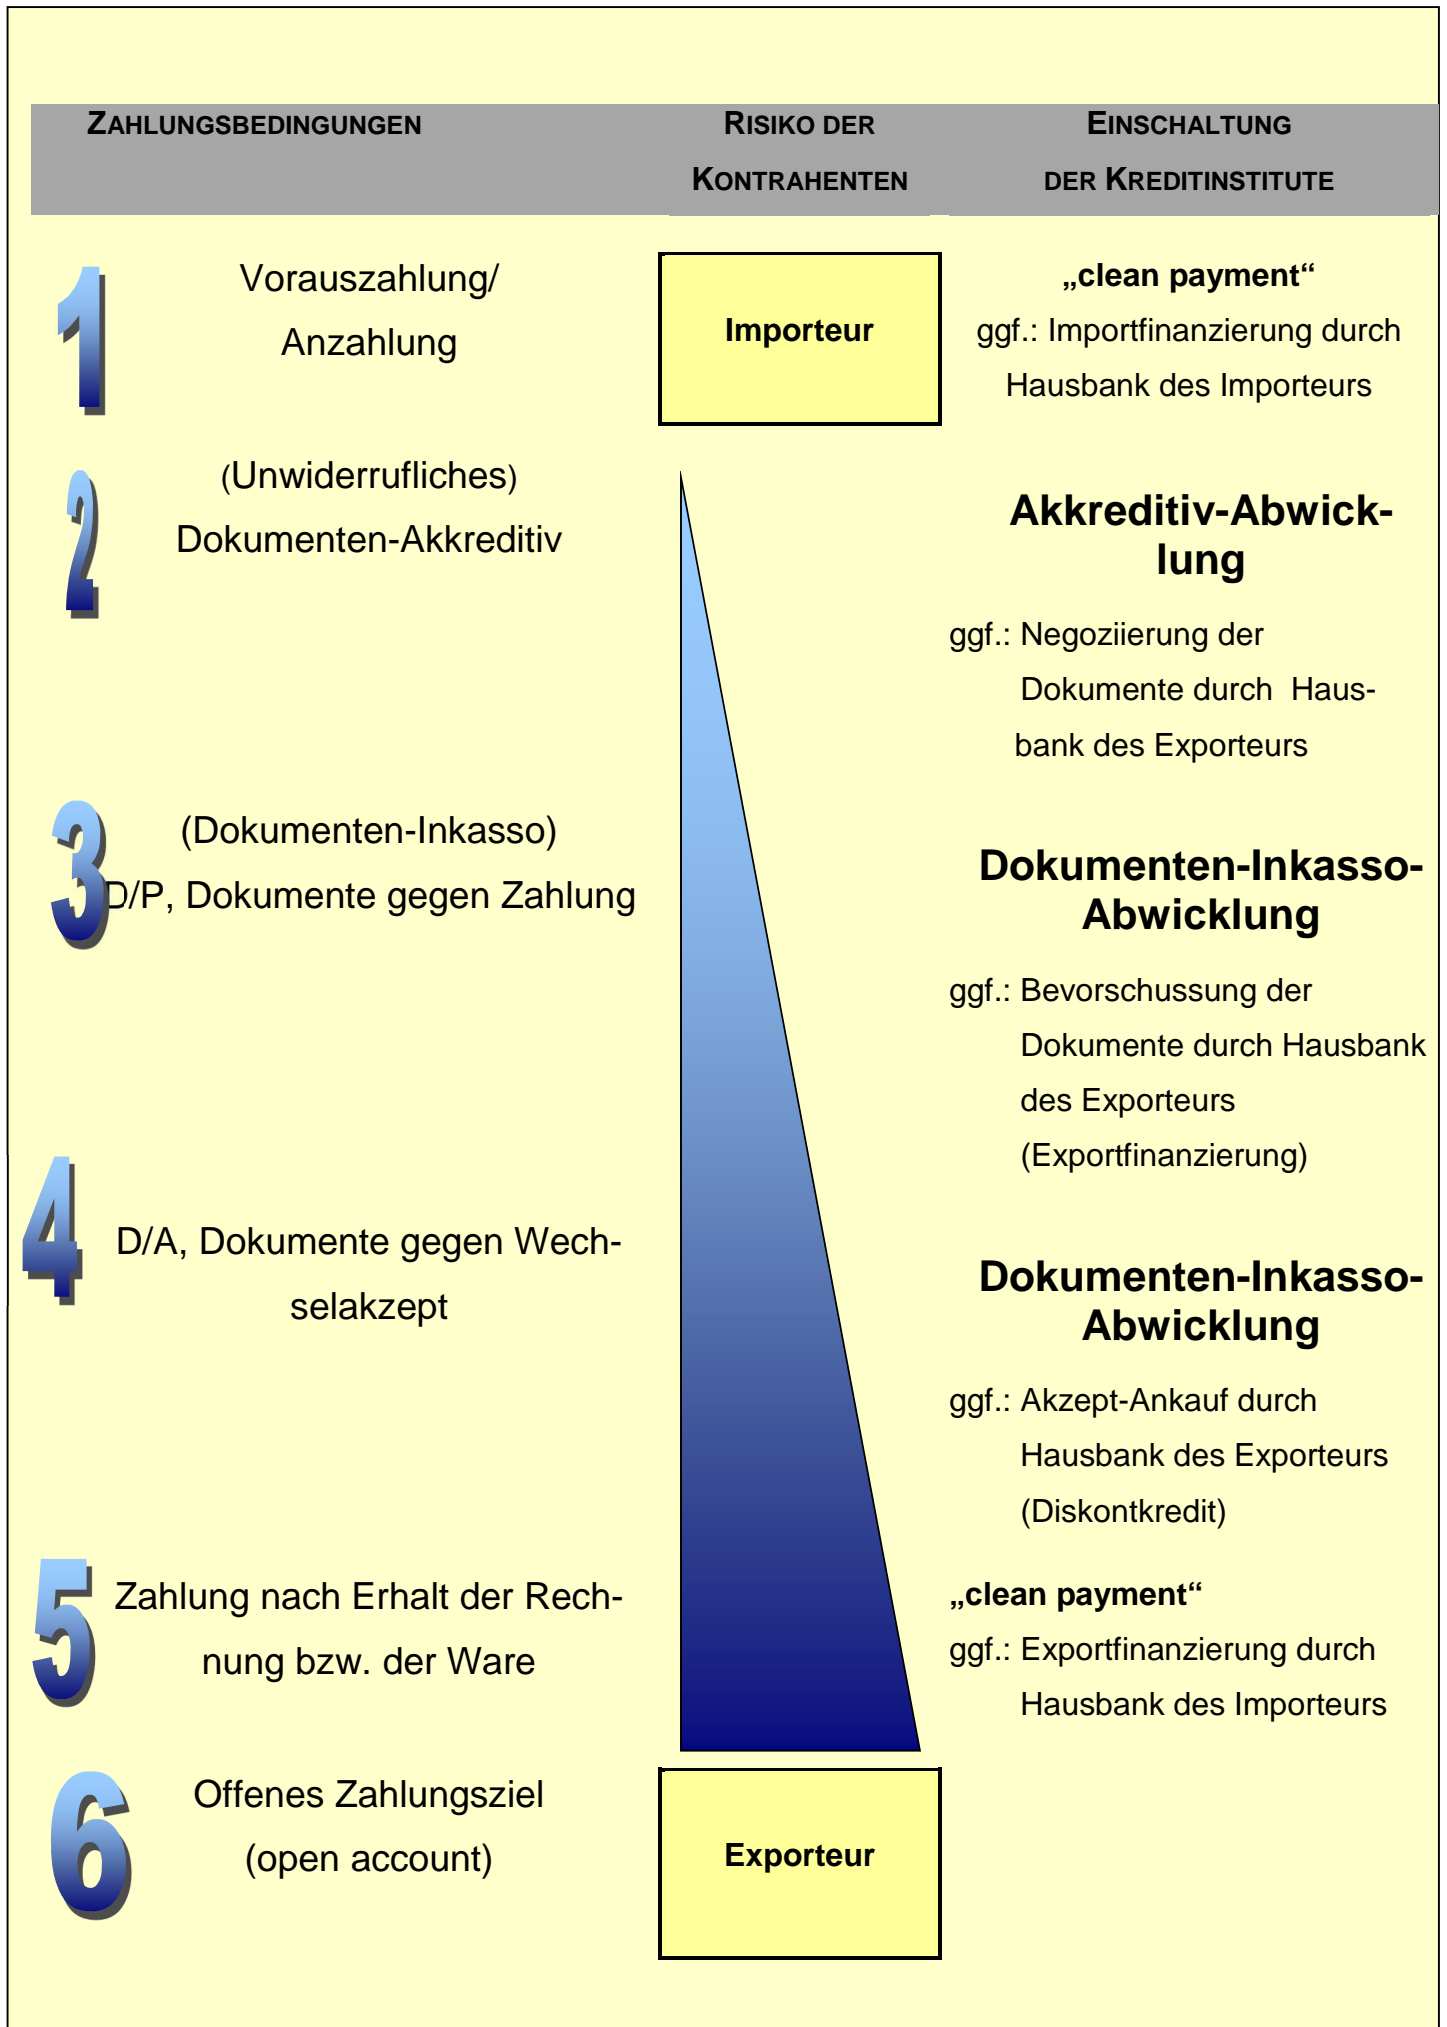 ZAHLUNGSBEDINGUNGEN
RISIKO DER
KONTRAHENTEN
EINSCHALTUNG
DER KREDITINSTITUTE
1
Vorauszahlung/
Anzahlung
Importeur
„clean payment“
ggf.: Importfinanzierung durch
Hausbank des Importeurs
2
(Unwiderrufliches)
Dokumenten-Akkreditiv
Akkreditiv-Abwick-
lung
ggf.: Negoziierung der
Dokumente durch Haus-
bank des Exporteurs
3
(Dokumenten-Inkasso)
D/P, Dokumente gegen Zahlung
Dokumenten-Inkasso-
Abwicklung
ggf.: Bevorschussung der
Dokumente durch Hausbank
des Exporteurs
(Exportfinanzierung)
4
D/A, Dokumente gegen Wech-
selakzept
Dokumenten-Inkasso-
Abwicklung
ggf.: Akzept-Ankauf durch
Hausbank des Exporteurs
(Diskontkredit)
5
Zahlung nach Erhalt der Rech-
nung bzw. der Ware
„clean payment“
ggf.: Exportfinanzierung durch
Hausbank des Importeurs
6
Offenes Zahlungsziel
(open account)
Exporteur